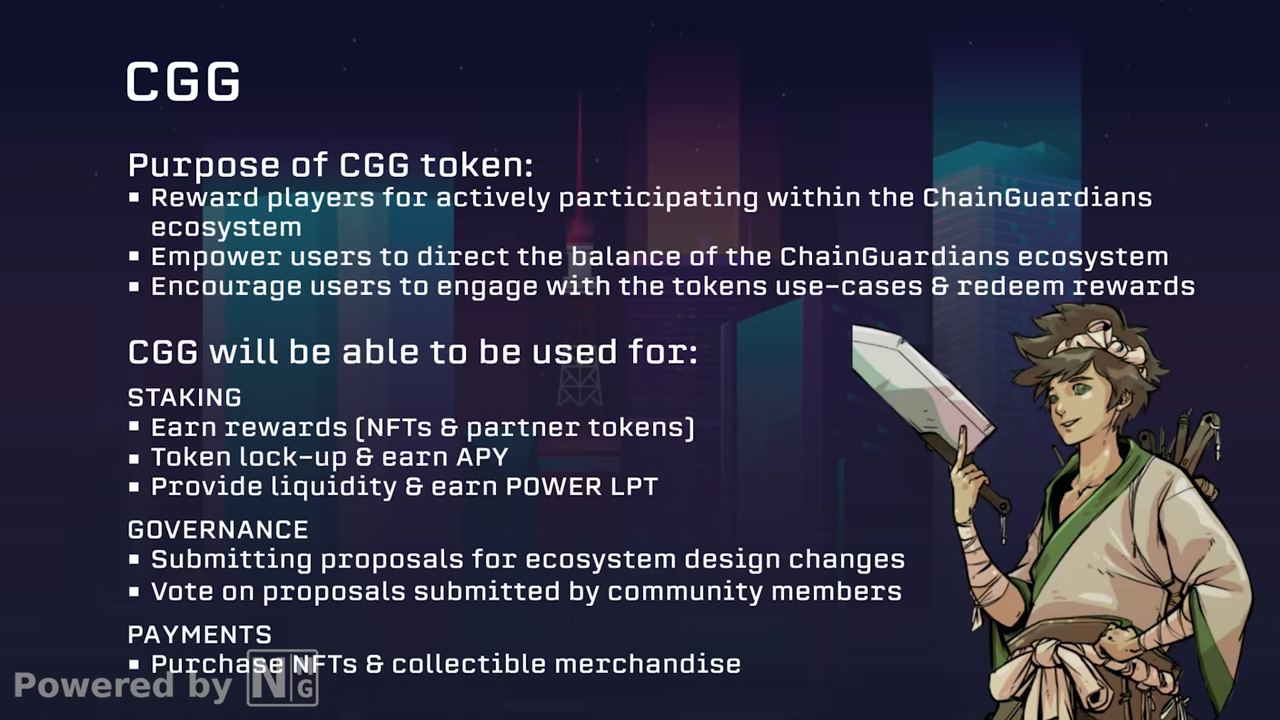 CGG
Purpose of CGG token:
▪ Reward players for actively participating within the ChainGuardians
ecosystem
▪ Empower users to direct the balance of the ChainGuardians ecosystem
▪ Encourage users to engage with the tokens use-cases & redeem rewards
CGG will be able to be used for:
STAKING
▪ Earn rewards (NFTs & partner tokens)
▪ Token lock-up & earn APY
▪ Provide liquidity & earn POWER LPT
GOVERNANCE
▪ Submitting proposals for ecosystem design changes
▪ Vote on proposals submitted by community members
PAYMENTS
▪ Purchase NFTs & collectible merchandise
Powered by N N G